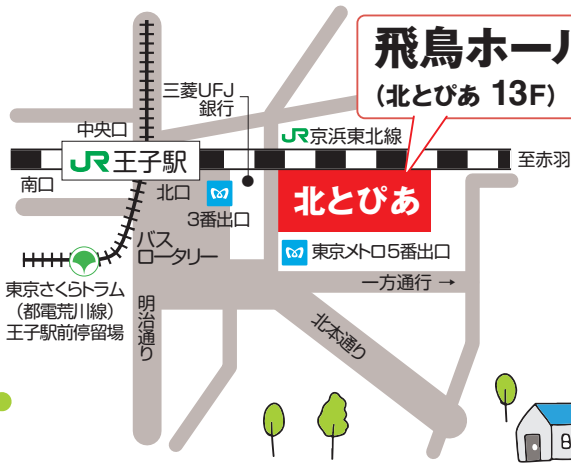 飛鳥ホール
(北とぴあ 13F)
三菱UFJ
銀行
中央口
JR京浜東北線
JR王子駅
至赤羽
南口
北口
3番出口
北とぴあ
バス
ロータリー
東京メトロ5番出口
一方通行 →
東京さくらトラム
(都電荒川線)
王子駅前停留場
明治通り
北本通り